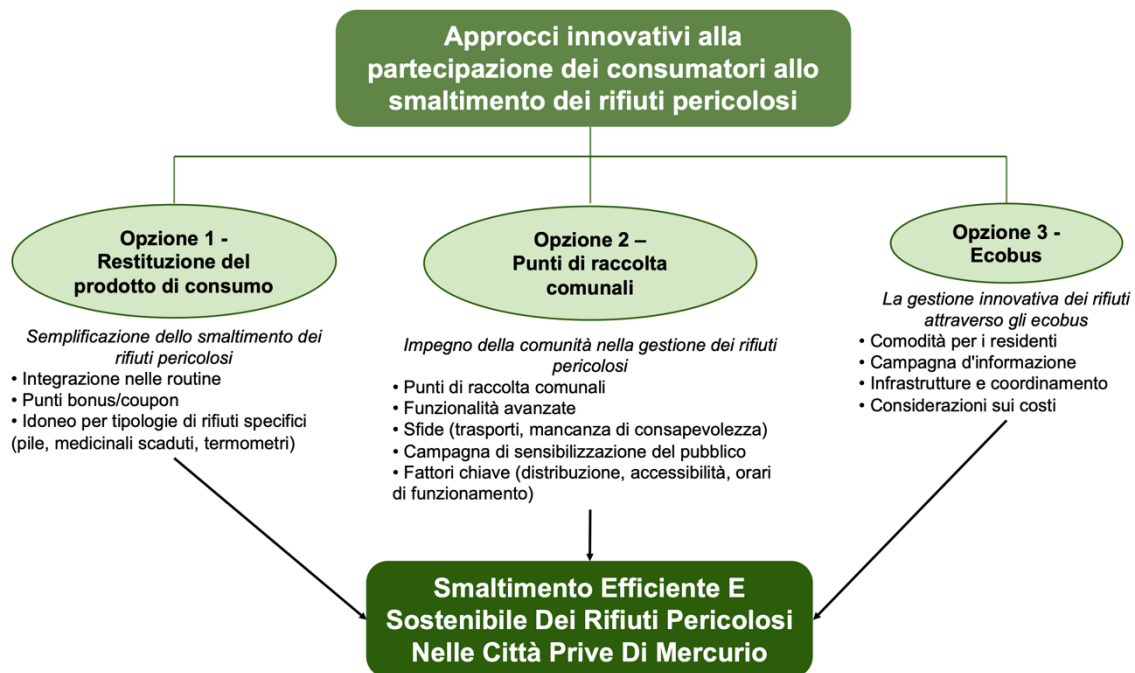 Approcci innovativi alla
partecipazione dei consumatori allo
smaltimento dei rifiuti pericolosi
Opzione 1 -
Restituzione del
prodotto di consumo
Semplificazione dello smaltimento dei
rifiuti pericolosi
• Integrazione nelle routine
• Punti bonus/coupon
• Idoneo per tipologie di rifiuti specifici
(pile, medicinali scaduti, termometri)
Opzione 2 –
Punti di raccolta
comunali
Impegno della comunità nella gestione dei rifiuti
pericolosi
• Punti di raccolta comunali
• Funzionalità avanzate
• Sfide (trasporti, mancanza di consapevolezza)
• Campagna di sensibilizzazione del pubblico
• Fattori chiave (distribuzione, accessibilità, orari
di funzionamento)
Opzione 3 -
Ecobus
La gestione innovativa dei rifiuti
attraverso gli ecobus
• Comodità per i residenti
• Campagna d'informazione
• Infrastrutture e coordinamento
• Considerazioni sui costi
Smaltimento Efficiente E
Sostenibile Dei Rifiuti Pericolosi
Nelle Città Prive Di Mercurio